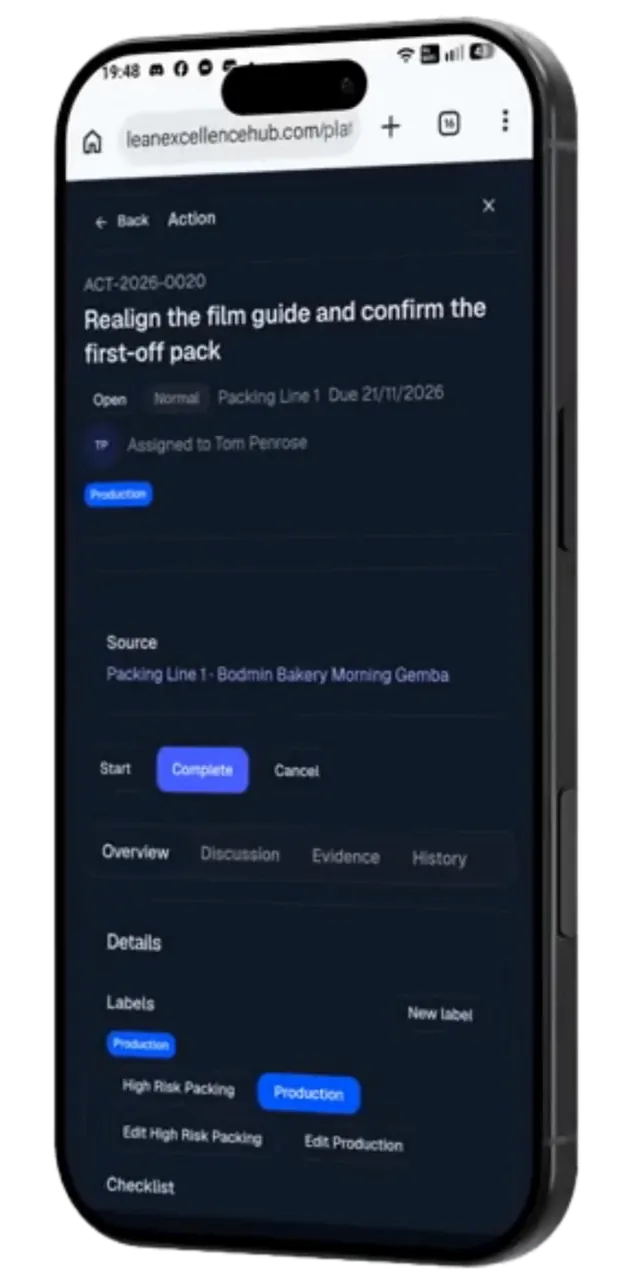 19:48
leanexcellencehub.com/pla
16
← Back Action ×
ACT-2026-0020
Realign the film guide and confirm the
first-off pack
Open Normal Packing Line 1 Due 21/11/2026
TP Assigned to Tom Penrose
Production
Source
Packing Line 1 · Bodmin Bakery Morning Gemba
Start Complete Cancel
Overview Discussion Evidence History
Details
Labels New label
Production
High Risk Packing Production
Edit High Risk Packing Edit Production
Checklist